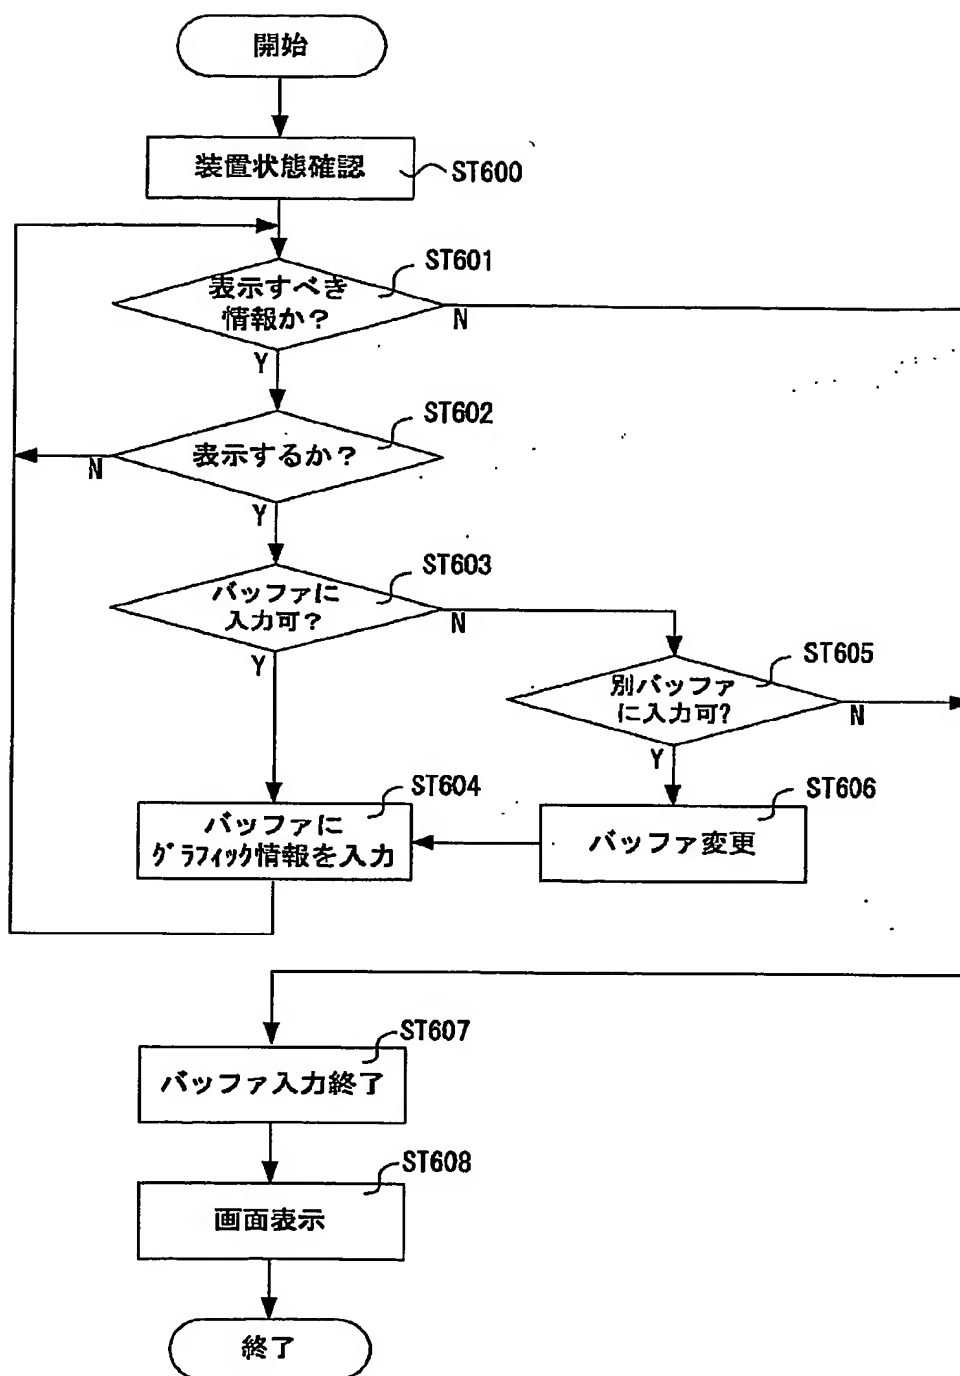 開始
装置状態確認
ST600
ST601
表示すべき
情報か?
N
Y
ST602
表示するか?
N
Y
ST603
バッファに
入力可?
N
Y
ST605
別バッファ
に入力可?
N
Y
ST604
バッファに
グラフィック情報を入力
ST606
バッファ変更
ST607
バッファ入力終了
ST608
画面表示
終了